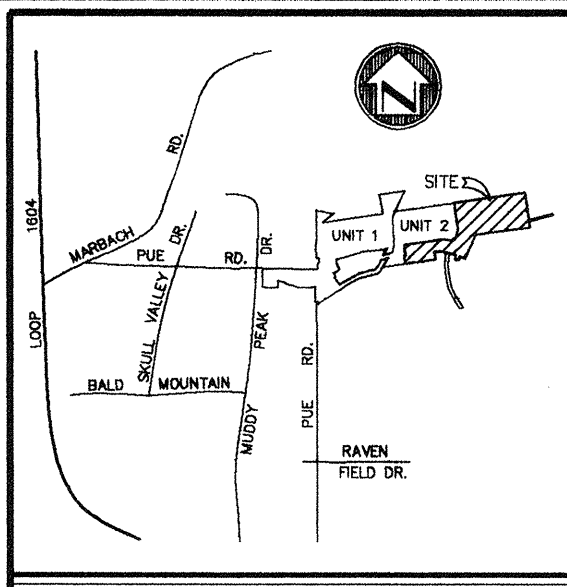 N
SITE
UNIT 1
UNIT 2
LOOP 1604
MARBACH RD.
PUE RD.
SKULL VALLEY DR.
MUDDY PEAK DR.
BALD MOUNTAIN
PUE RD.
RAVEN
FIELD DR.